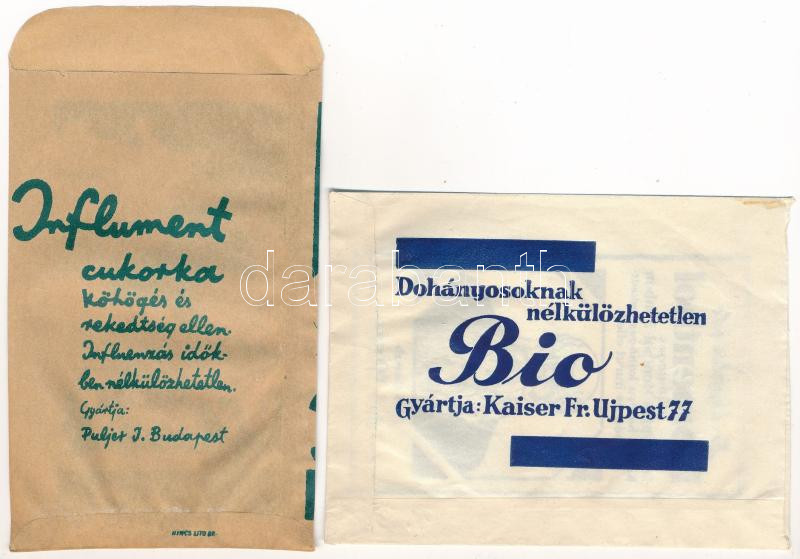 Influment
cukorka
köhögés és
rekedtség ellen.
Influenzás idők-
ben nélkülözhetetlen.
Gyártja:
Puljer J. Budapest
Dohányosoknak
nélkülözhetetlen
Bio
Gyártja: Kaiser Fr. Ujpest 77
darabanth